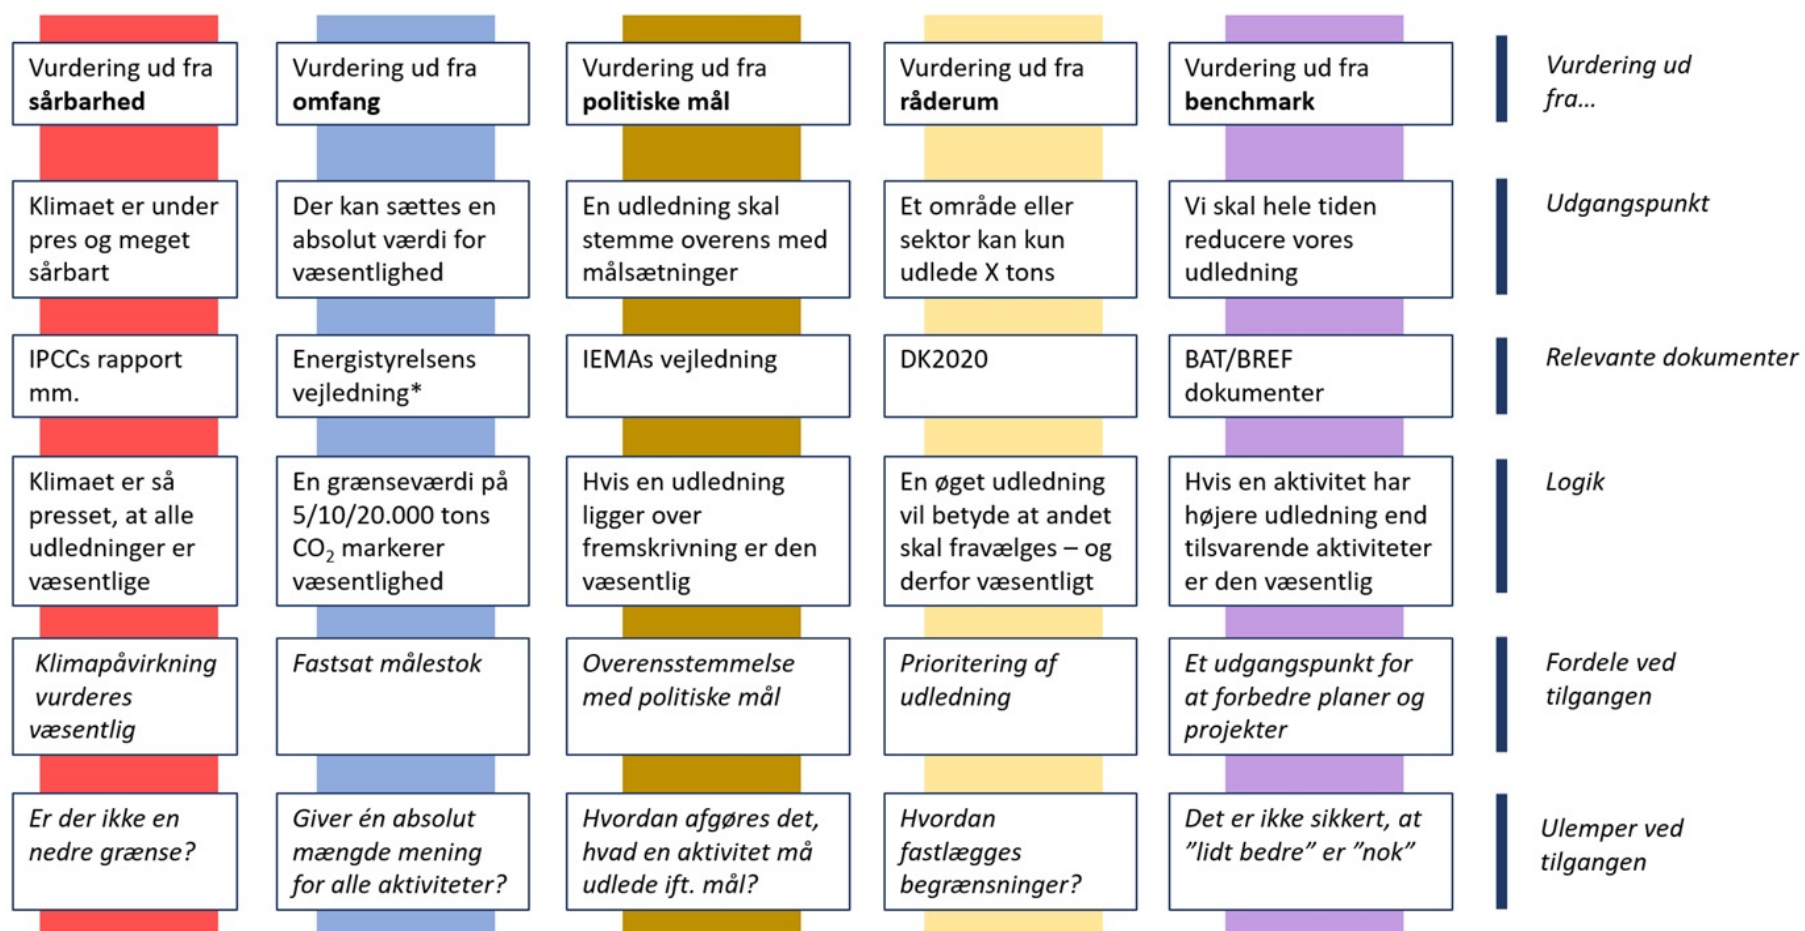 Vurdering ud fra
sårbarhed
Vurdering ud fra
omfang
Vurdering ud fra
politiske mål
Vurdering ud fra
råderum
Vurdering ud fra
benchmark
Vurdering ud
fra...
Klimaet er under
pres og meget
sårbart
Der kan sættes en
absolut værdi for
væsentlighed
En udledning skal
stemme overens med
målsætninger
Et område eller
sektor kan kun
udlede X tons
Vi skal hele tiden
reducere vores
udledning
Udgangspunkt
IPCCs rapport
mm.
Energistyrelsens
vejledning*
IEMAs vejledning
DK2020
BAT/BREF
dokumenter
Relevante dokumenter
Klimaet er så
presset, at alle
udledninger er
væsentlige
En grænseværdi på
5/10/20.000 tons
CO₂ markerer
væsentlighed
Hvis en udledning
ligger over
fremskrivning er den
væsentlig
En øget udledning
vil betyde at andet
skal fravælges – og
derfor væsentligt
Hvis en aktivitet har
højere udledning end
tilsvarende aktiviteter
er den væsentlig
Logik
Klimapåvirkning
vurderes
væsentlig
Fastsat målestok
Overensstemmelse
med politiske mål
Prioritering af
udledning
Et udgangspunkt for
at forbedre planer og
projekter
Fordele ved
tilgangen
Er der ikke en
nedre grænse?
Giver én absolut
mængde mening
for alle aktiviteter?
Hvordan afgøres det,
hvad en aktivitet må
udlede ift. mål?
Hvordan
fastlægges
begrænsninger?
Det er ikke sikkert, at
”lidt bedre” er ”nok”
Ulemper ved
tilgangen